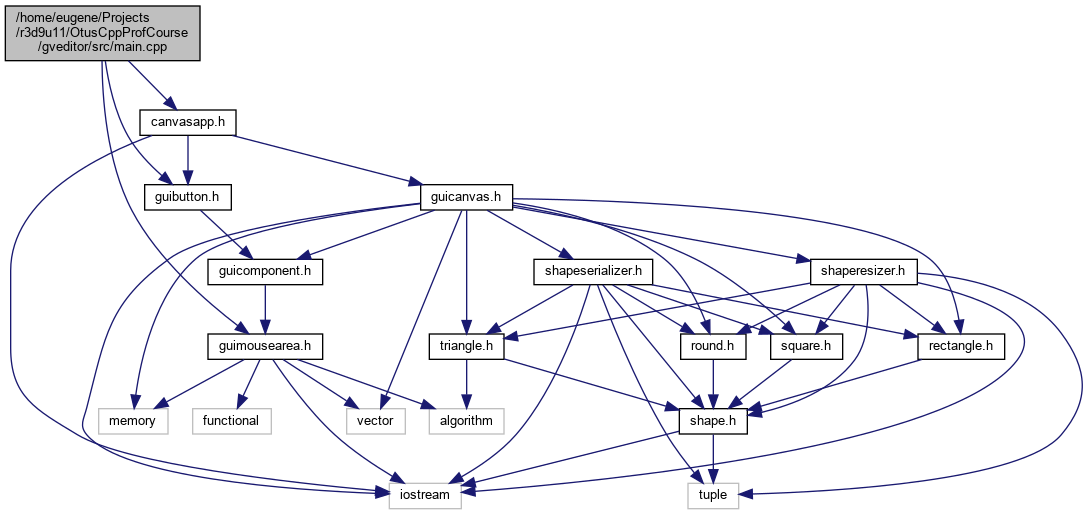 /home/eugene/Projects
/r3d9u11/OtusCppProfCourse
/gveditor/src/main.cpp
canvasapp.h
guibutton.h
guicanvas.h
guicomponent.h
shapeserializer.h
shaperesizer.h
guimousearea.h
triangle.h
round.h
square.h
rectangle.h
memory
functional
vector
algorithm
shape.h
iostream
tuple